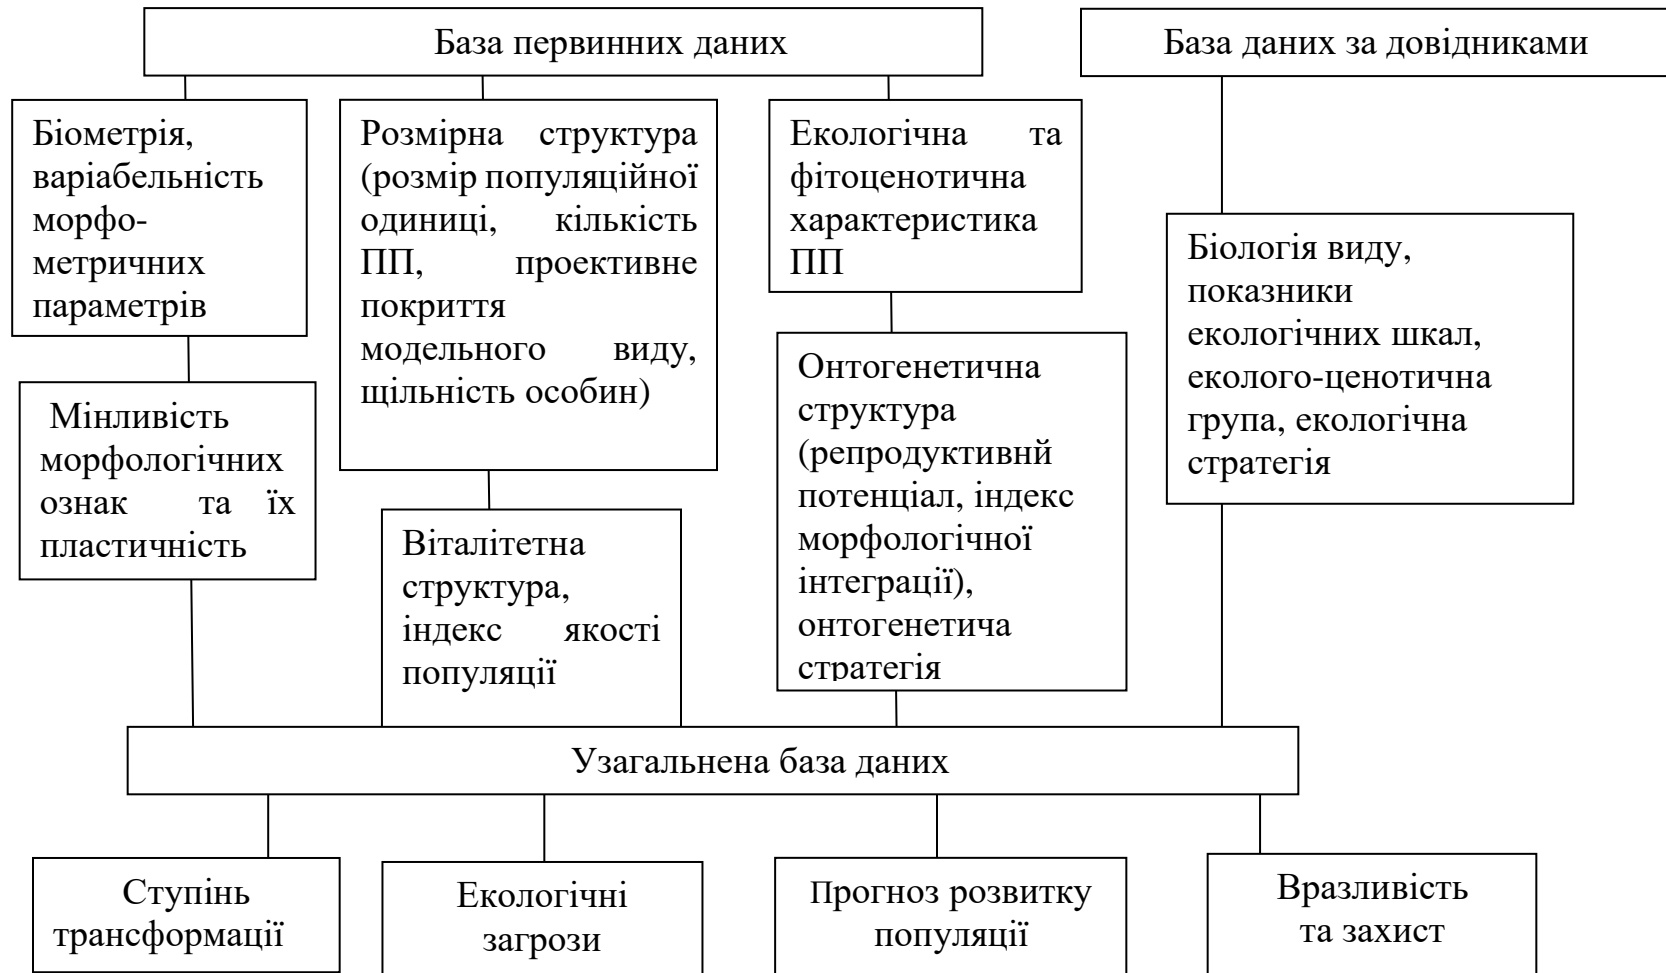 База первинних даних
База даних за довідниками
Біометрія,
варіабельність
морфо-
метричних
параметрів
Розмірна структура
(розмір популяційної
одиниці, кількість
ПП, проективне
покриття
модельного виду,
щільність особин)
Екологічна та
фітоценотична
характеристика
ПП
Біологія виду,
показники
екологічних шкал,
еколого-ценотична
група, екологічна
стратегія
Мінливість
морфологічних
ознак та їх
пластичність
Віталітетна
структура,
індекс якості
популяції
Онтогенетична
структура
(репродуктивнй
потенціал, індекс
морфологічної
інтеграції),
онтогенетича
стратегія
Узагальнена база даних
Ступінь
трансформації
Екологічні
загрози
Прогноз розвитку
популяції
Вразливість
та захист